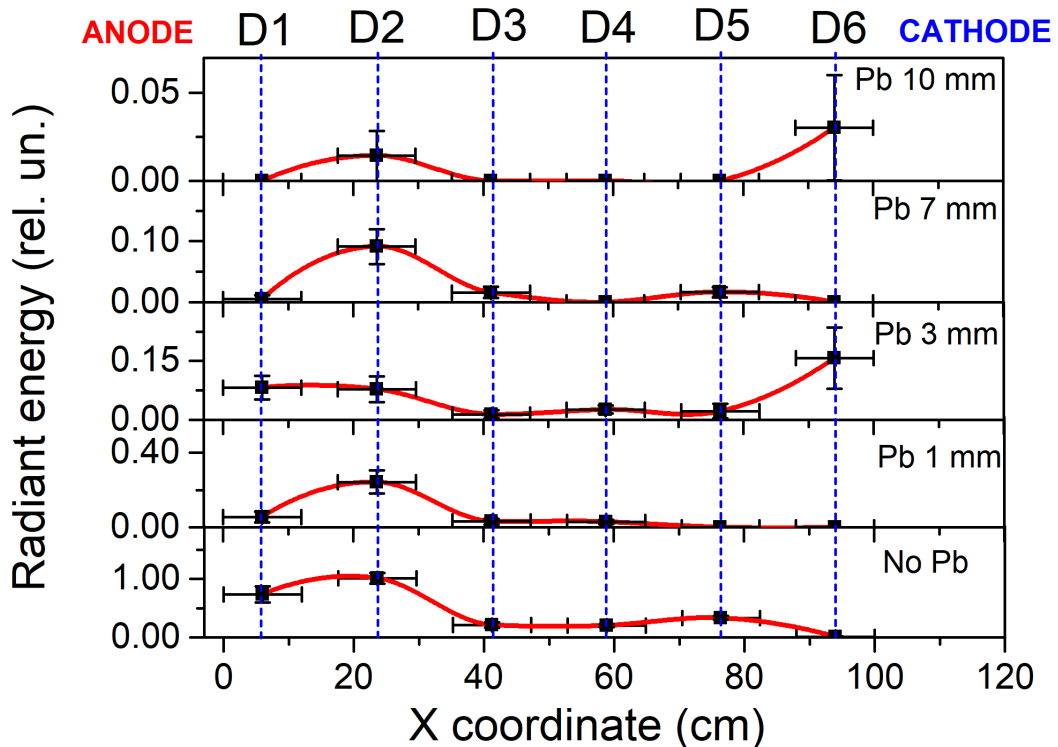 ANODE D1 D2 D3 D4 D5 D6 CATHODE
Radiant energy (rel. un.)
0.05
0.00
Pb 10 mm
0.10
0.00
Pb 7 mm
0.15
0.00
Pb 3 mm
0.40
0.00
Pb 1 mm
1.00
0.00
No Pb
0 20 40 60 80 100 120
X coordinate (cm)